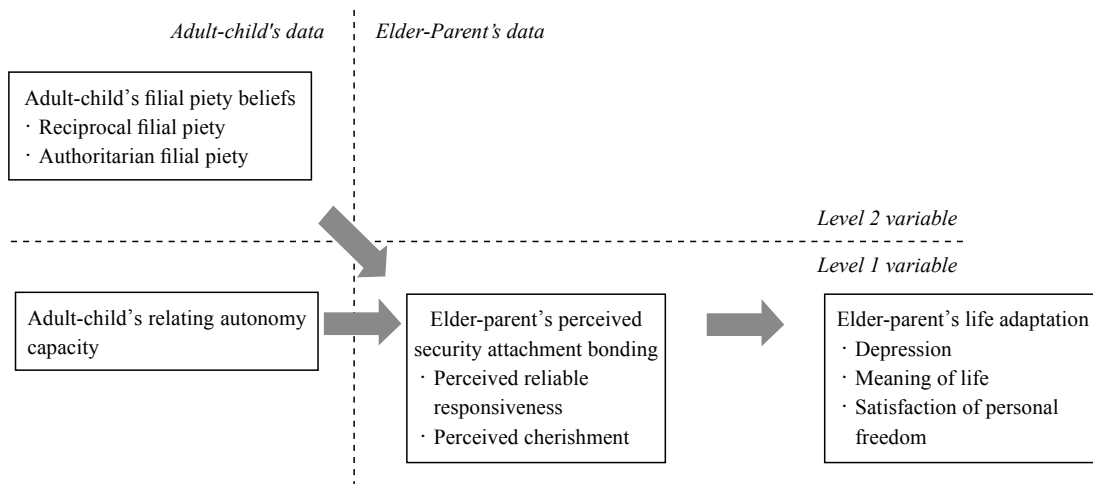 Adult-child's data
Elder-Parent's data
Adult-child's filial piety beliefs
· Reciprocal filial piety
· Authoritarian filial piety
Level 2 variable
Level 1 variable
Adult-child's relating autonomy
capacity
Elder-parent's perceived
security attachment bonding
· Perceived reliable
responsiveness
· Perceived cherishment
Elder-parent's life adaptation
· Depression
· Meaning of life
· Satisfaction of personal
freedom